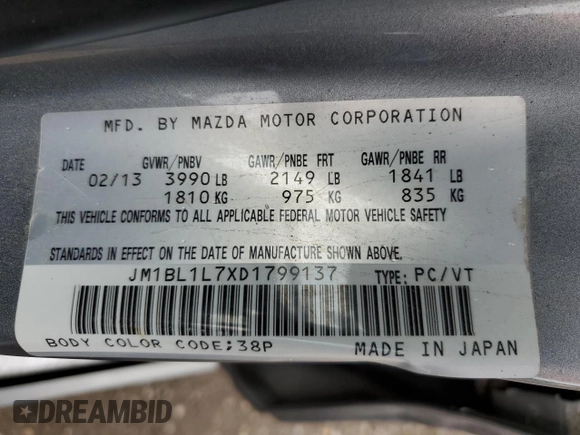 MFD. BY MAZDA MOTOR CORPORATION
DATE GVWR/PNBV GAWR/PNBE FRT GAWR/PNBE RR
02/13 3990 LB 2149 LB 1841 LB
1810 KG 975 KG 835 KG
THIS VEHICLE CONFORMS TO ALL APPLICABLE FEDERAL MOTOR VEHICLE SAFETY
STANDARDS IN EFFECT ON THE DATE OF MANUFACTURE SHOWN ABOVE.
JM1BL1L7XD1799137 TYPE: PC/VT
BODY COLOR CODE:38P MADE IN JAPAN
DREAMBID